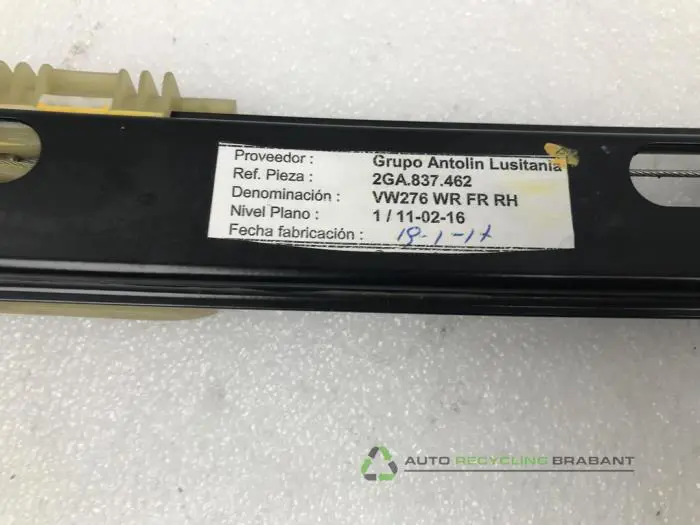 Proveedor : Grupo Antolin Lusitania
Ref. Pieza : 2GA.837.462
Denominación : VW276 WR FR RH
Nivel Plano : 1 / 11-02-16
Fecha fabricación : 19-1-17
AUTO RECYCLING BRABANT